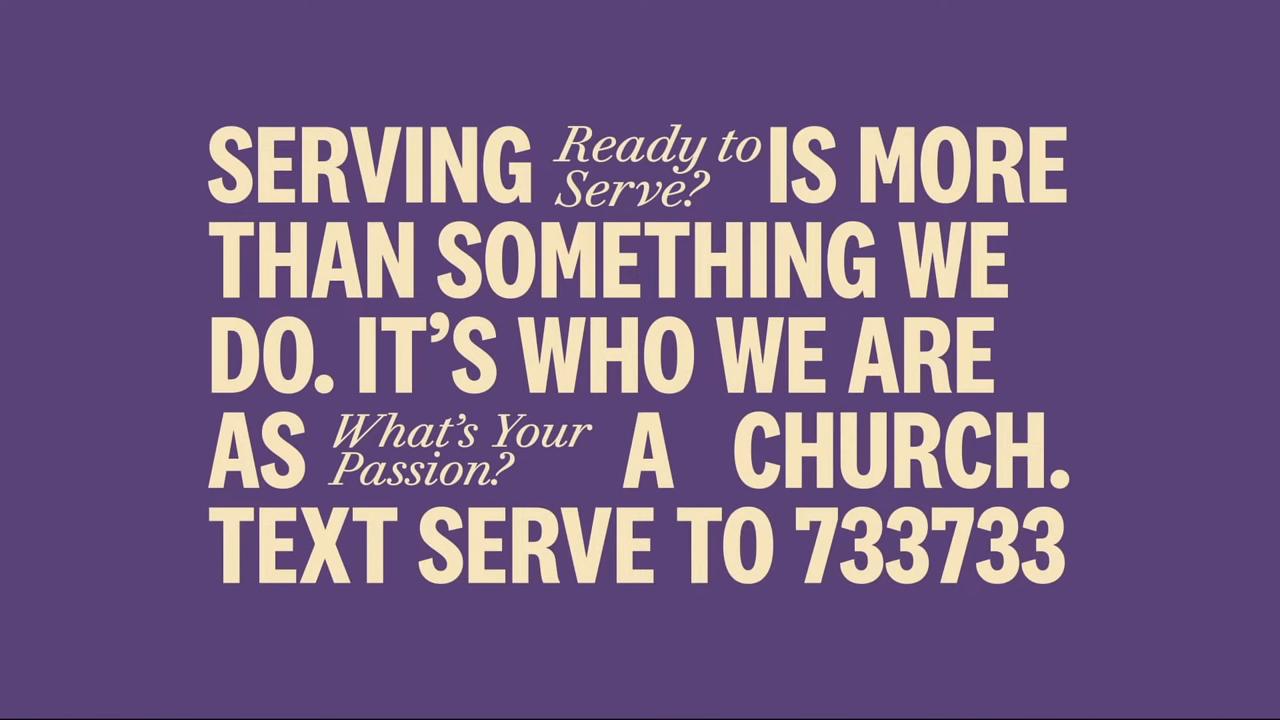 SERVING Ready to Serve? IS MORE
THAN SOMETHING WE
DO. IT’S WHO WE ARE
AS What’s Your Passion? A CHURCH.
TEXT SERVE TO 733733